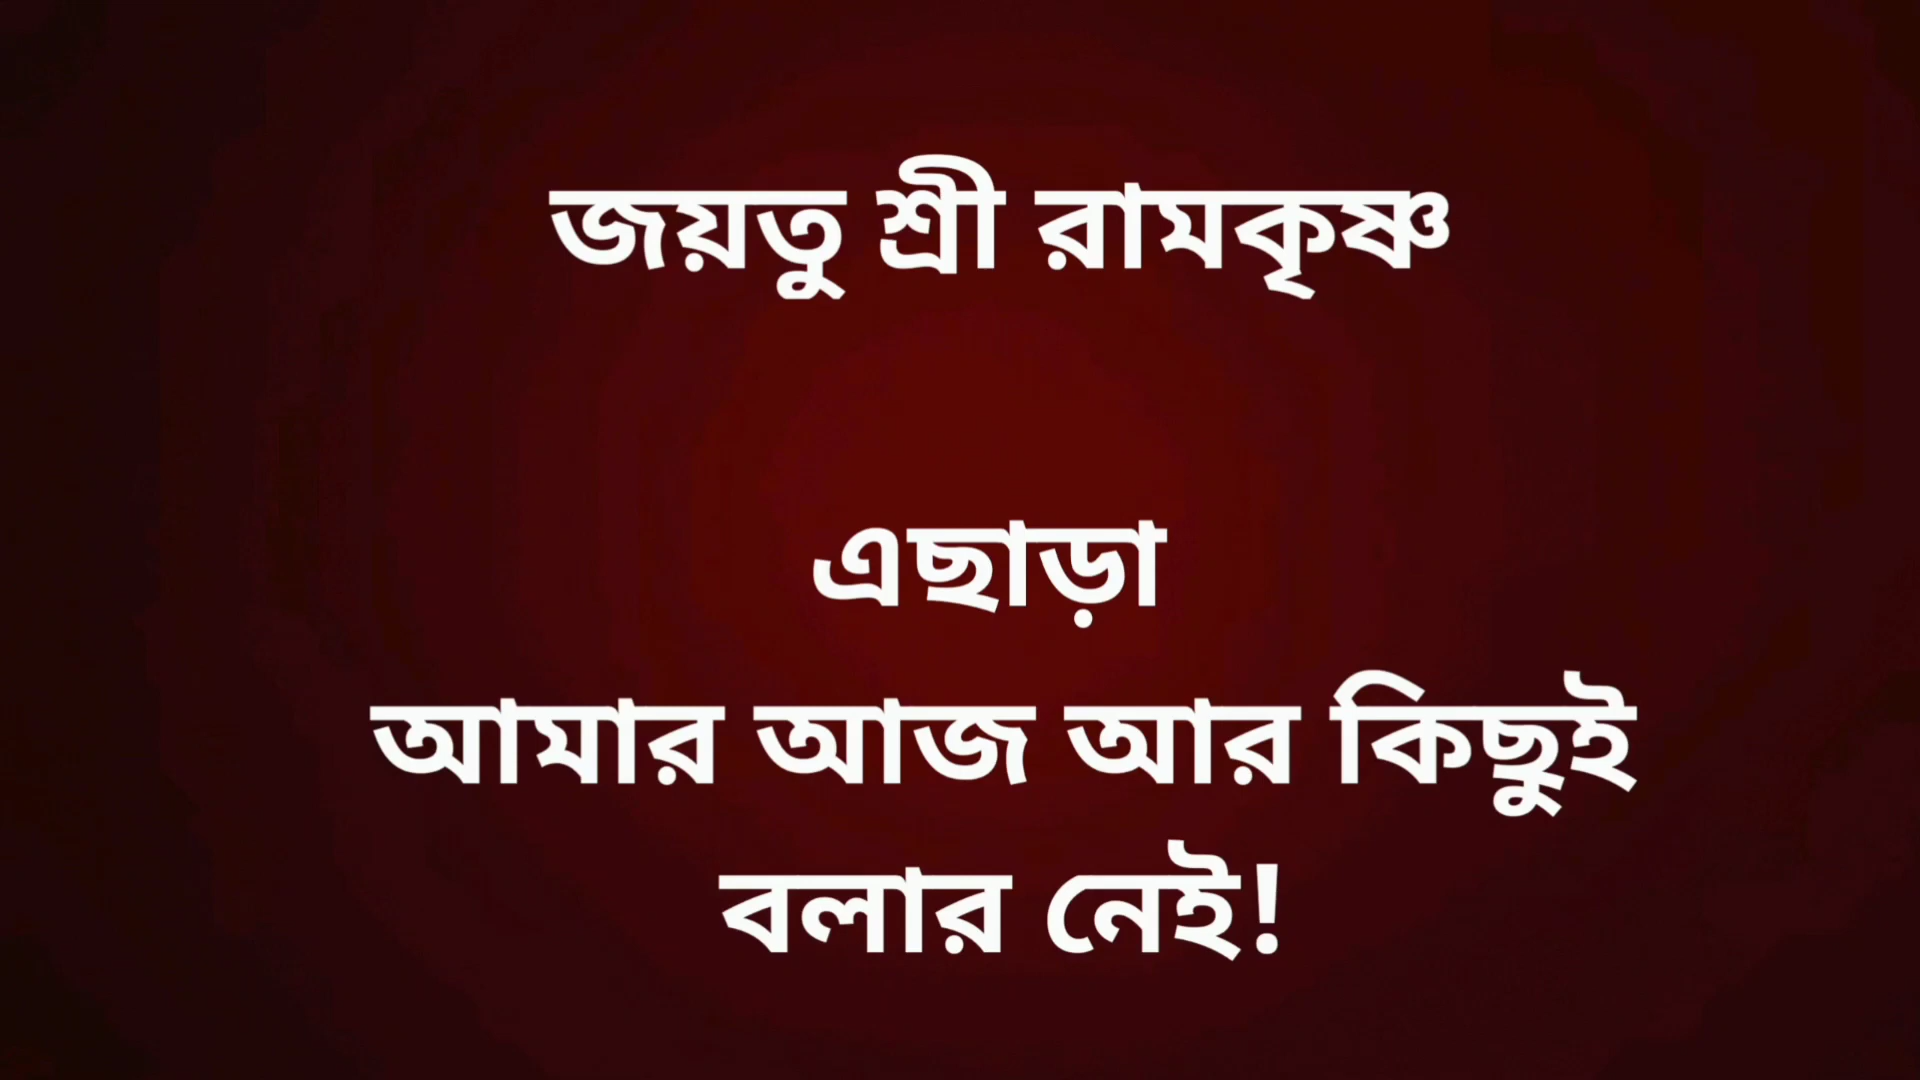 জয়তু শ্রী রামকৃষ্ণ
এছাড়া
আমার আজ আর কিছুই
বলার নেই!